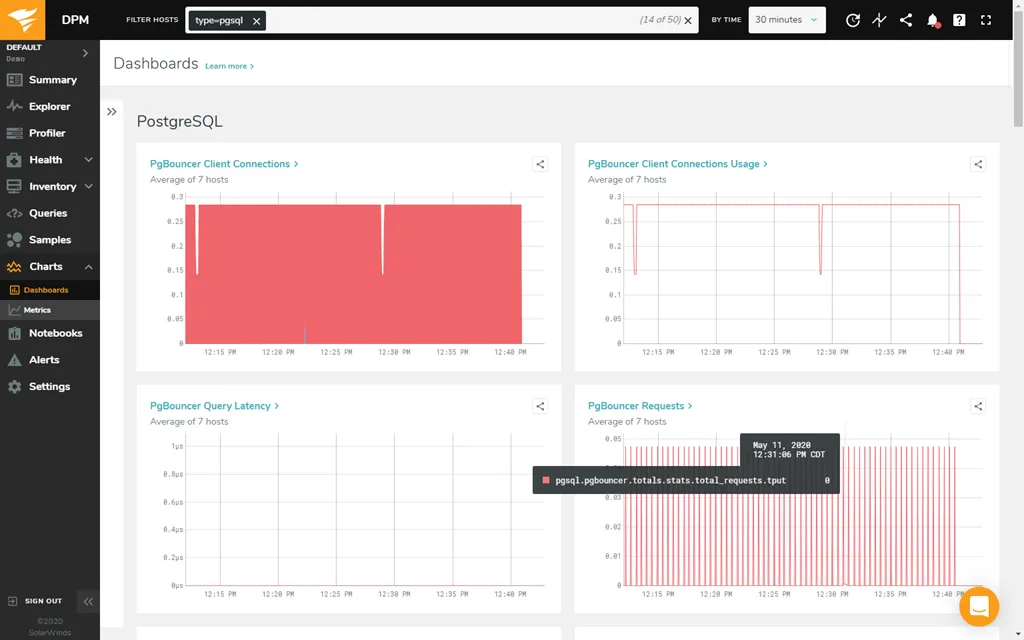 DPM
FILTER HOSTS
type=pgsql ×
(14 of 50) ×
BY TIME
30 minutes
DEFAULT
Demo
Summary
Explorer
Profiler
Health
Inventory
Queries
Samples
Charts
Dashboards
Metrics
Notebooks
Alerts
Settings
SIGN OUT
©2020
SolarWinds
Dashboards Learn more >
PostgreSQL
PgBouncer Client Connections >
Average of 7 hosts
0.3
0.25
0.2
0.15
0.1
0.05
0
12:15 PM 12:20 PM 12:25 PM 12:30 PM 12:35 PM 12:40 PM
PgBouncer Client Connections Usage >
Average of 7 hosts
0.3
0.25
0.2
0.15
0.1
0.05
0
12:15 PM 12:20 PM 12:25 PM 12:30 PM 12:35 PM 12:40 PM
PgBouncer Query Latency >
Average of 7 hosts
1µs
0.8µs
0.6µs
0.4µs
0.2µs
0µs
12:15 PM 12:20 PM 12:25 PM 12:30 PM 12:35 PM 12:40 PM
PgBouncer Requests >
Average of 7 hosts
0.05
0.04
May 11, 2020
12:31:06 PM CDT
pgsql.pgbouncer.totals.stats.total_requests.tput 0
0.03
0.02
0.01
0
12:15 PM 12:20 PM 12:25 PM 12:30 PM 12:35 PM 12:40 PM